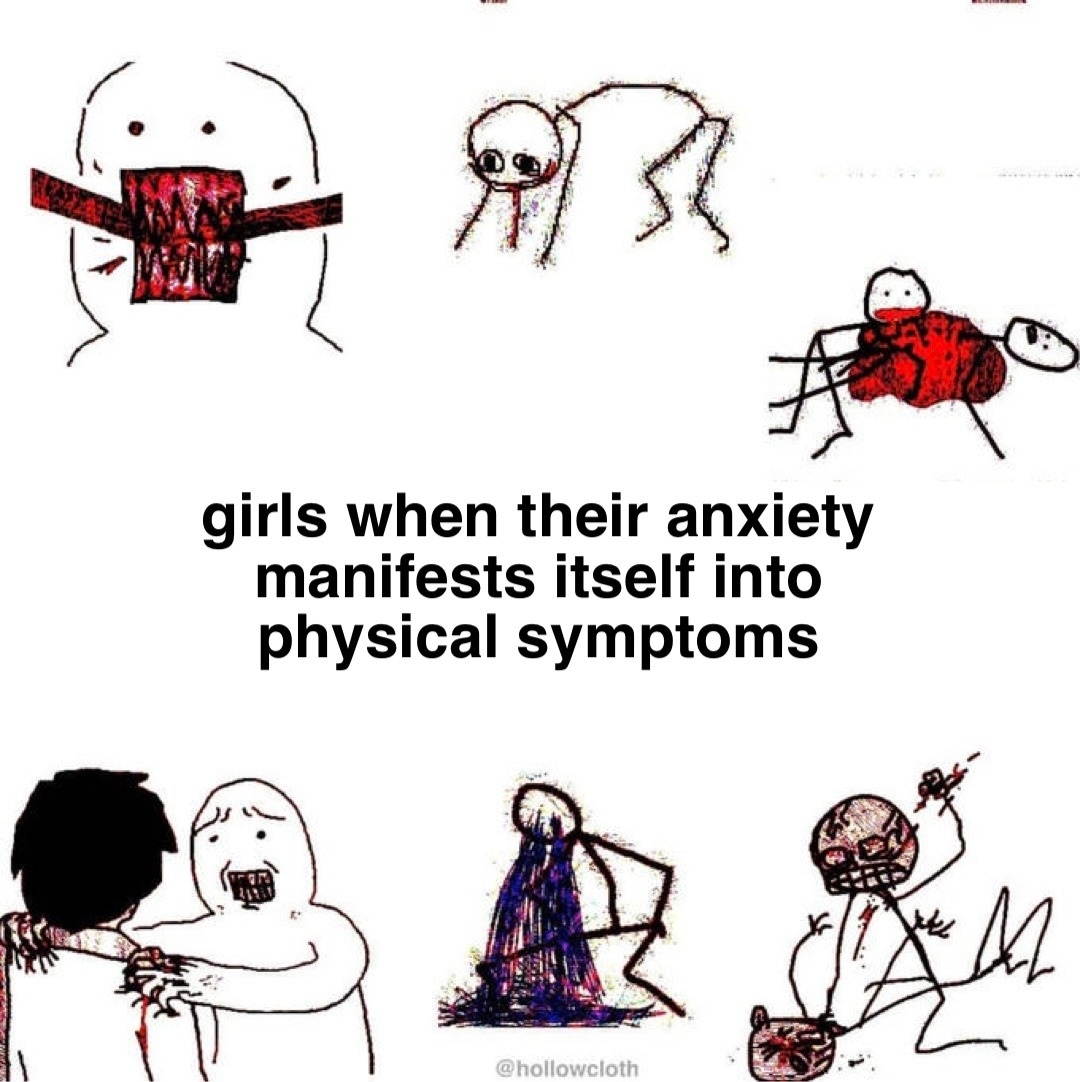 girls when their anxiety
manifests itself into
physical symptoms
@hollowcloth